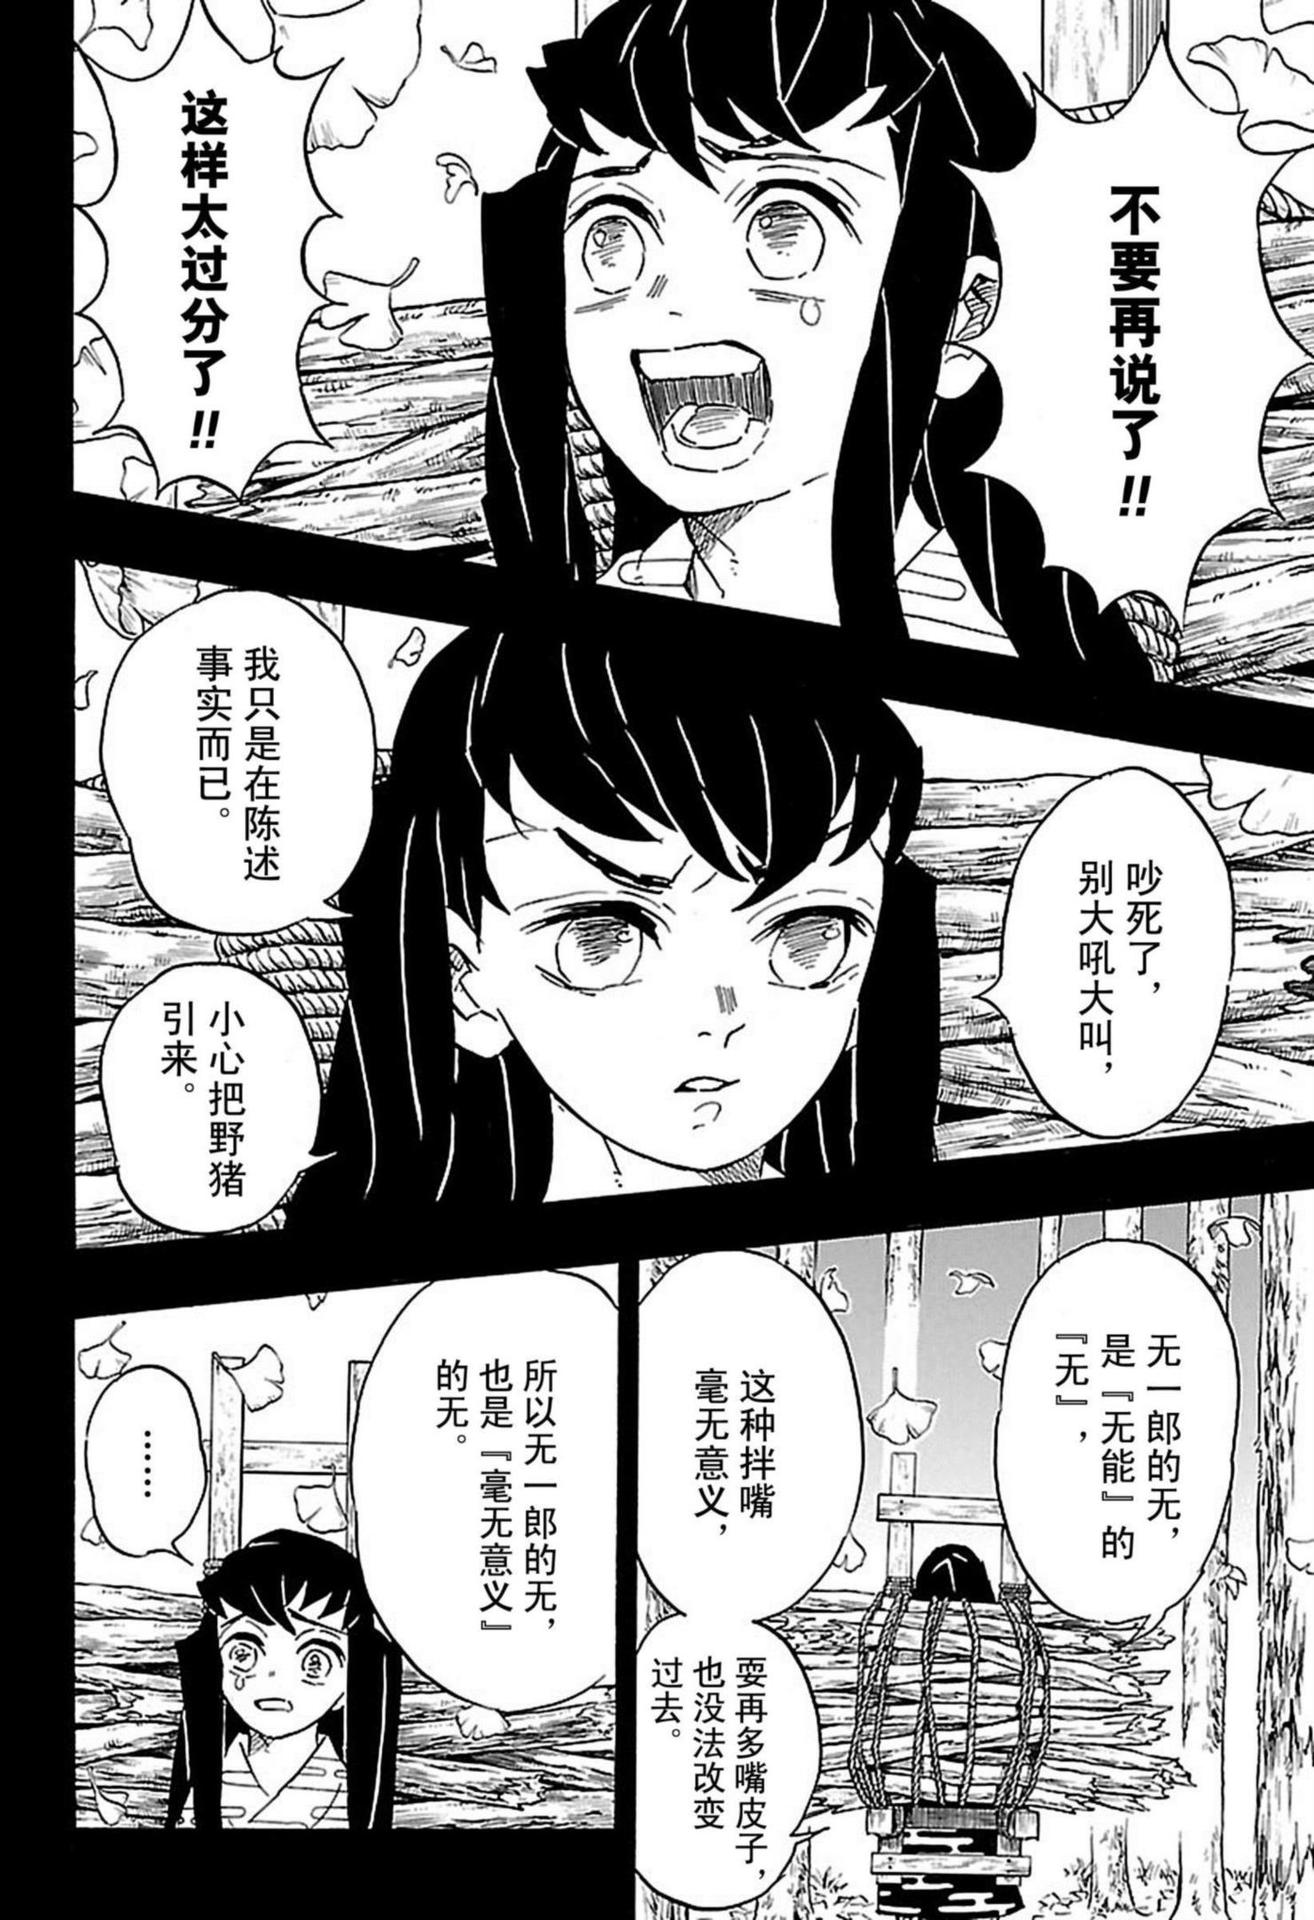 不要再说了!!
这样太过分了!!
吵死了，
别大吼大叫，
我只是在陈述
事实而已。
小心把野猪
引来。
无一郎的无，
是『无能』的
『无』，
这种拌嘴
毫无意义，
耍再多嘴皮子，
也没法改变
过去。
所以无一郎的无，
也是『毫无意义』
的无。
……